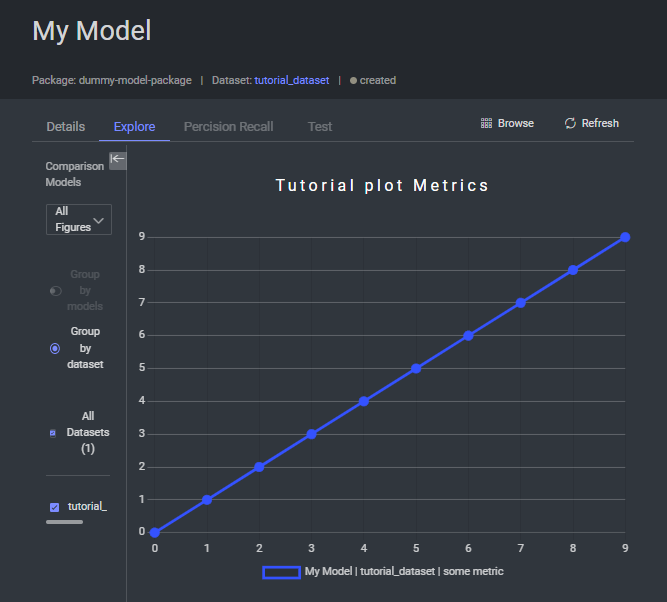 My Model
Package: dummy-model-package | Dataset: tutorial_dataset | created
Details Explore Percision Recall Test Browse Refresh
Comparison
Models
All
Figures
Group
by
models
Group
by
dataset
All
Datasets
(1)
tutorial_
Tutorial plot Metrics
9
8
7
6
5
4
3
2
1
0
0 1 2 3 4 5 6 7 8 9
My Model | tutorial_dataset | some metric